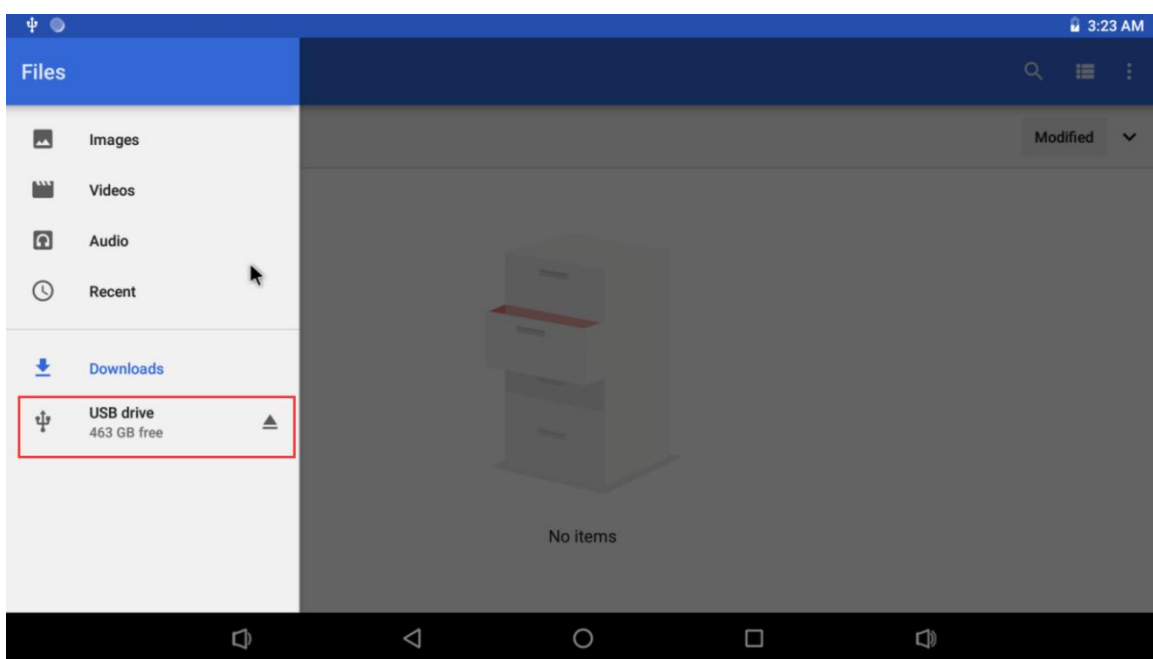 3:23 AM
Files
Images
Modified
Videos
Audio
Recent
Downloads
USB drive
463 GB free
No items